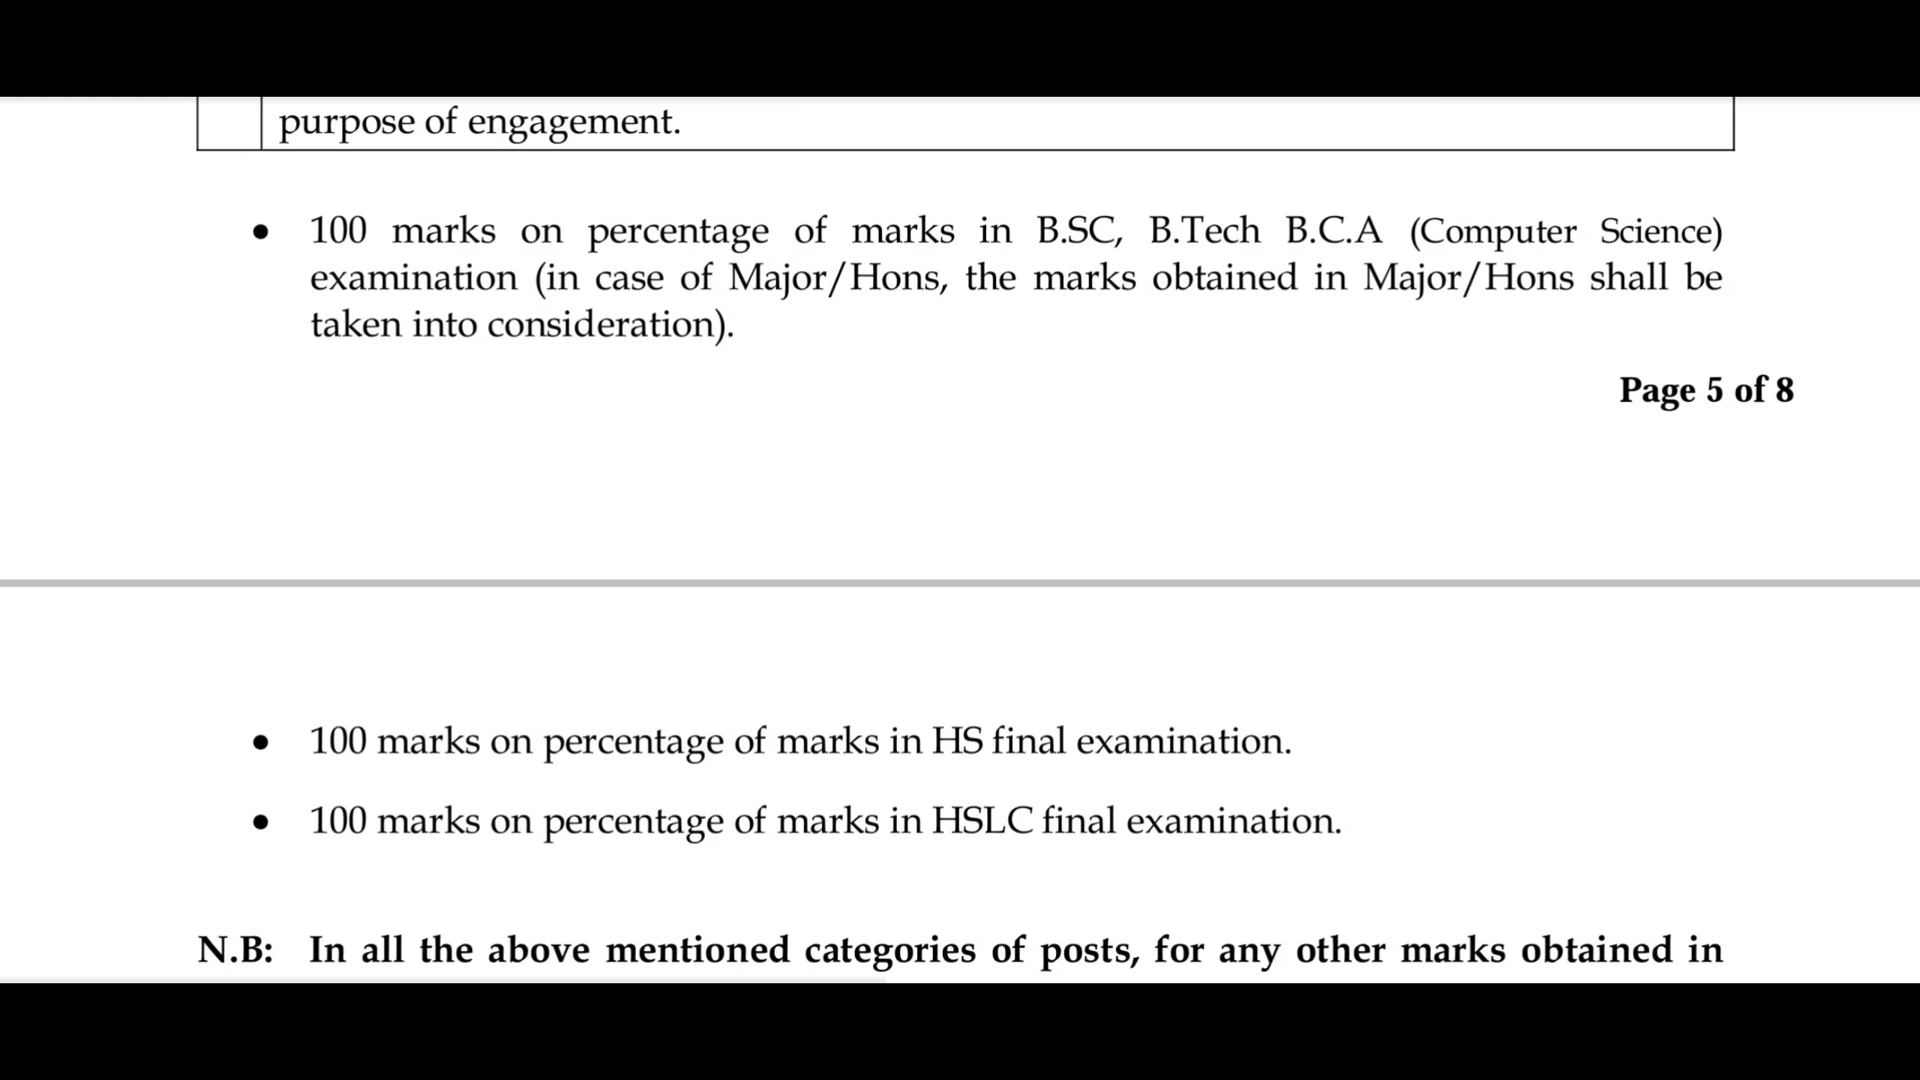 purpose of engagement.
• 100 marks on percentage of marks in B.SC, B.Tech B.C.A (Computer Science)
examination (in case of Major/Hons, the marks obtained in Major/Hons shall be
taken into consideration).
Page 5 of 8
• 100 marks on percentage of marks in HS final examination.
• 100 marks on percentage of marks in HSLC final examination.
N.B: In all the above mentioned categories of posts, for any other marks obtained in